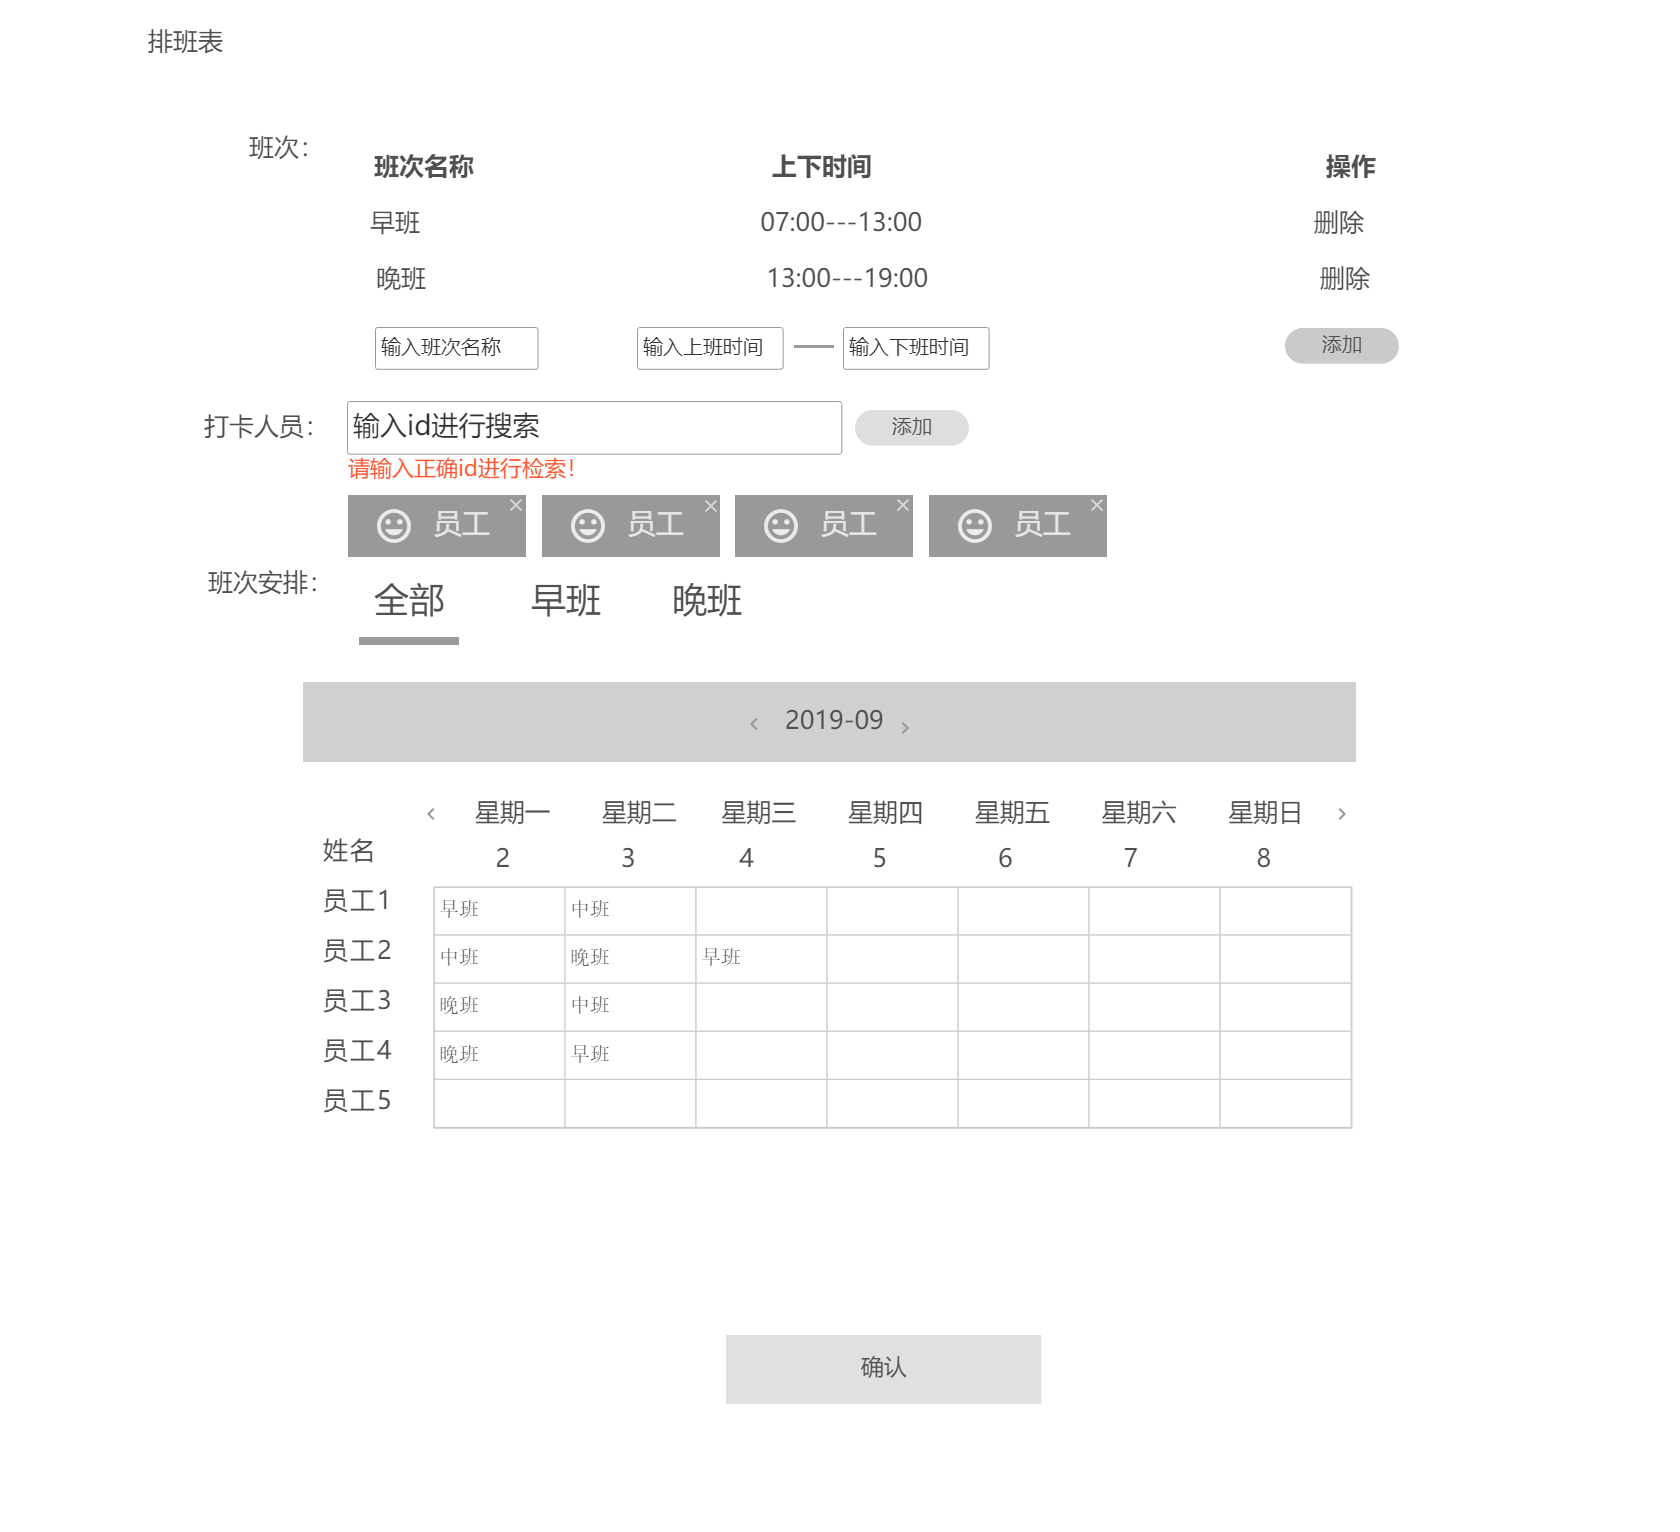 排班表
班次：
班次名称 上下时间 操作
早班 07:00---13:00 删除
晚班 13:00---19:00 删除
输入班次名称 输入上班时间 输入下班时间 添加
打卡人员： 输入id进行搜索 添加
请输入正确id进行检索！
员工 员工 员工 员工
班次安排： 全部 早班 晚班
2019-09
星期一 星期二 星期三 星期四 星期五 星期六 星期日
姓名 2 3 4 5 6 7 8
员工1 早班 中班
员工2 中班 晚班 早班
员工3 晚班 中班
员工4 晚班 早班
员工5
确认